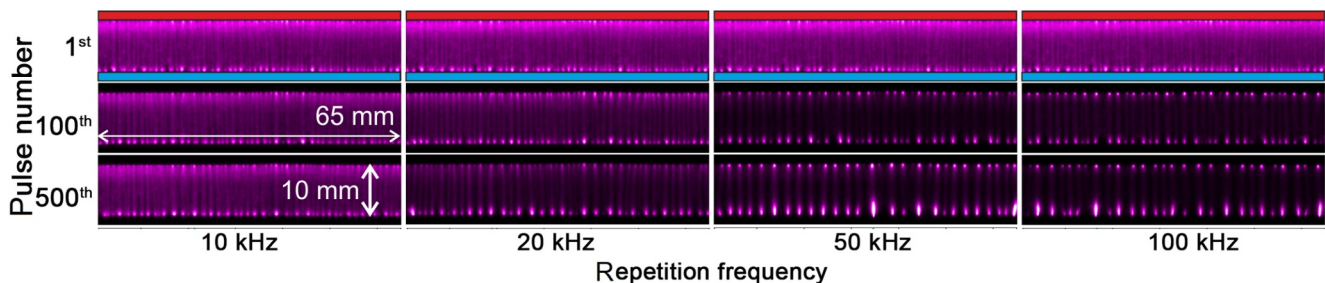 Pulse number
1st
100th
65 mm
500th
10 mm
10 kHz
20 kHz
50 kHz
100 kHz
Repetition frequency